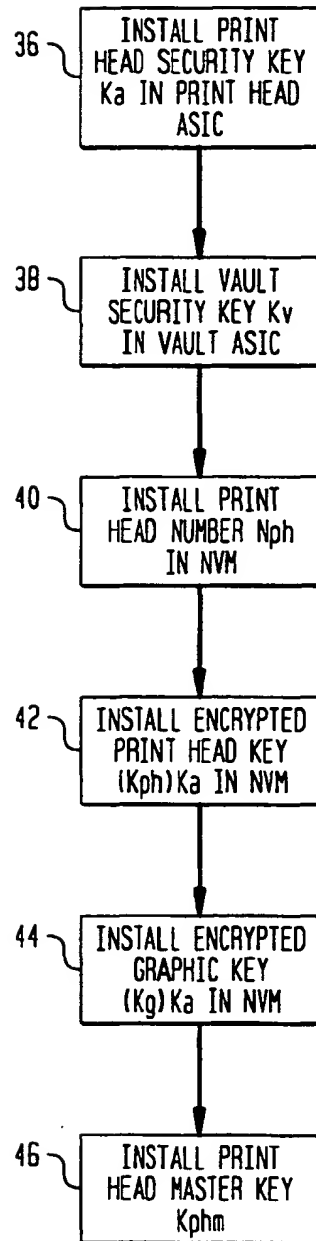 36
INSTALL PRINT
HEAD SECURITY KEY
Ka IN PRINT HEAD
ASIC
38
INSTALL VAULT
SECURITY KEY Kv
IN VAULT ASIC
40
INSTALL PRINT
HEAD NUMBER Nph
IN NVM
42
INSTALL ENCRYPTED
PRINT HEAD KEY
(Kph)Ka IN NVM
44
INSTALL ENCRYPTED
GRAPHIC KEY
(Kg)Ka IN NVM
46
INSTALL PRINT
HEAD MASTER KEY
Kphm